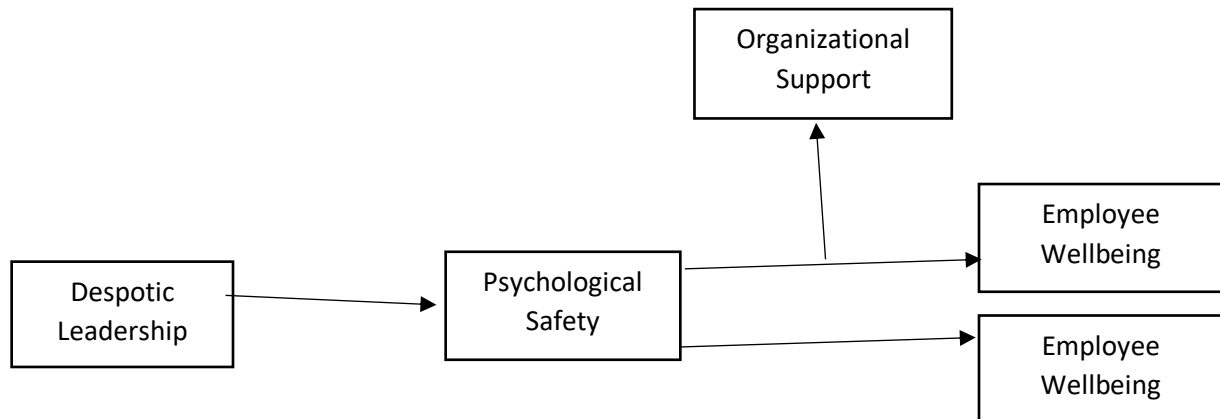 Organizational
Support
Employee
Wellbeing
Despotic
Leadership
Psychological
Safety
Employee
Wellbeing